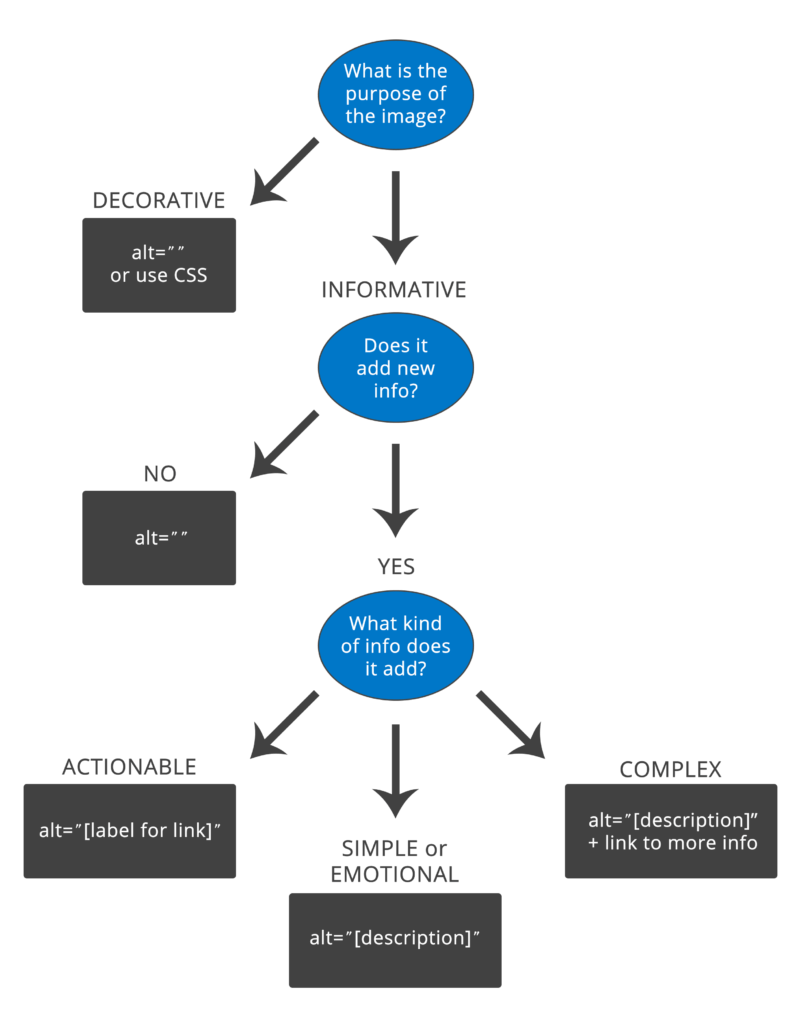 What is the
purpose of
the image?
DECORATIVE
alt=″″
or use CSS
INFORMATIVE
Does it
add new
info?
NO
alt=″″
YES
What kind
of info does
it add?
ACTIONABLE
alt=″[label for link]″
SIMPLE or
EMOTIONAL
alt=″[description]″
COMPLEX
alt=″[description]”
+ link to more info